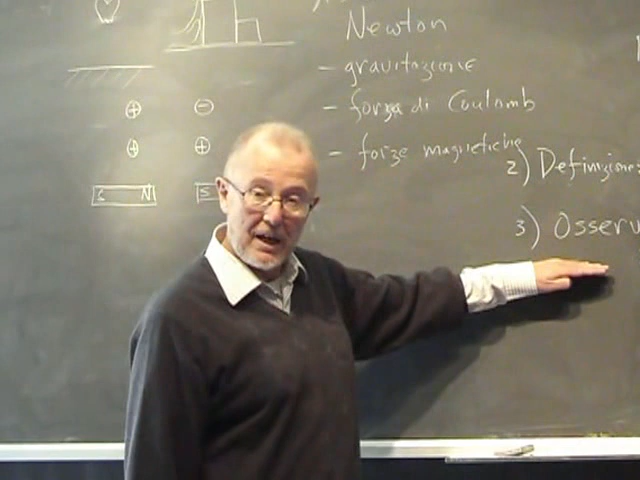 Newton
- gravitazione
- forza di Coulomb
- forze magnetiche
2) Definizione
3) Osserv
+ -
+ +
S N S